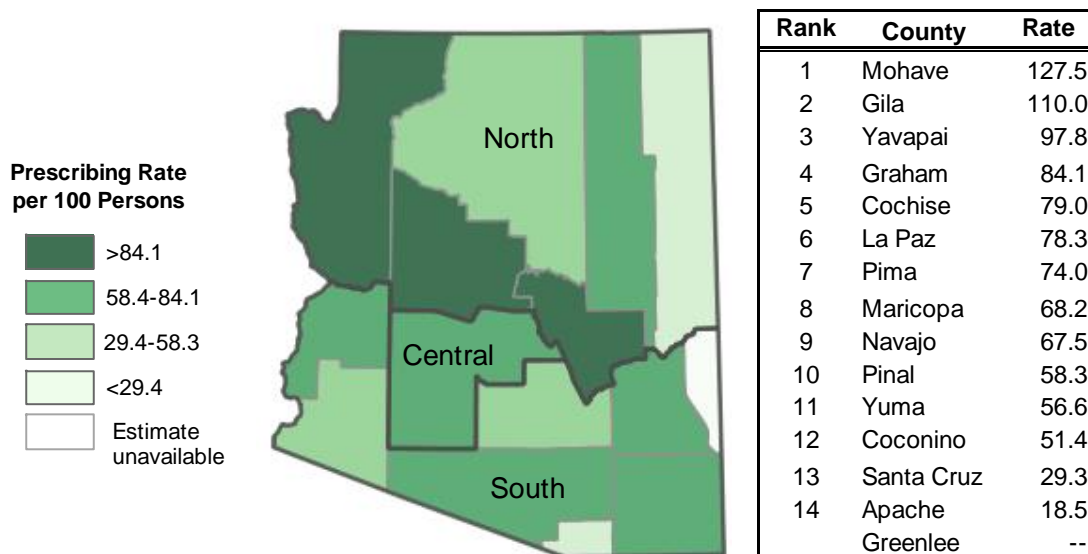 Prescribing Rate
per 100 Persons
>84.1
58.4-84.1
29.4-58.3
<29.4
Estimate
unavailable
North
Central
South
Rank County Rate
1 Mohave 127.5
2 Gila 110.0
3 Yavapai 97.8
4 Graham 84.1
5 Cochise 79.0
6 La Paz 78.3
7 Pima 74.0
8 Maricopa 68.2
9 Navajo 67.5
10 Pinal 58.3
11 Yuma 56.6
12 Coconino 51.4
13 Santa Cruz 29.3
14 Apache 18.5
Greenlee --